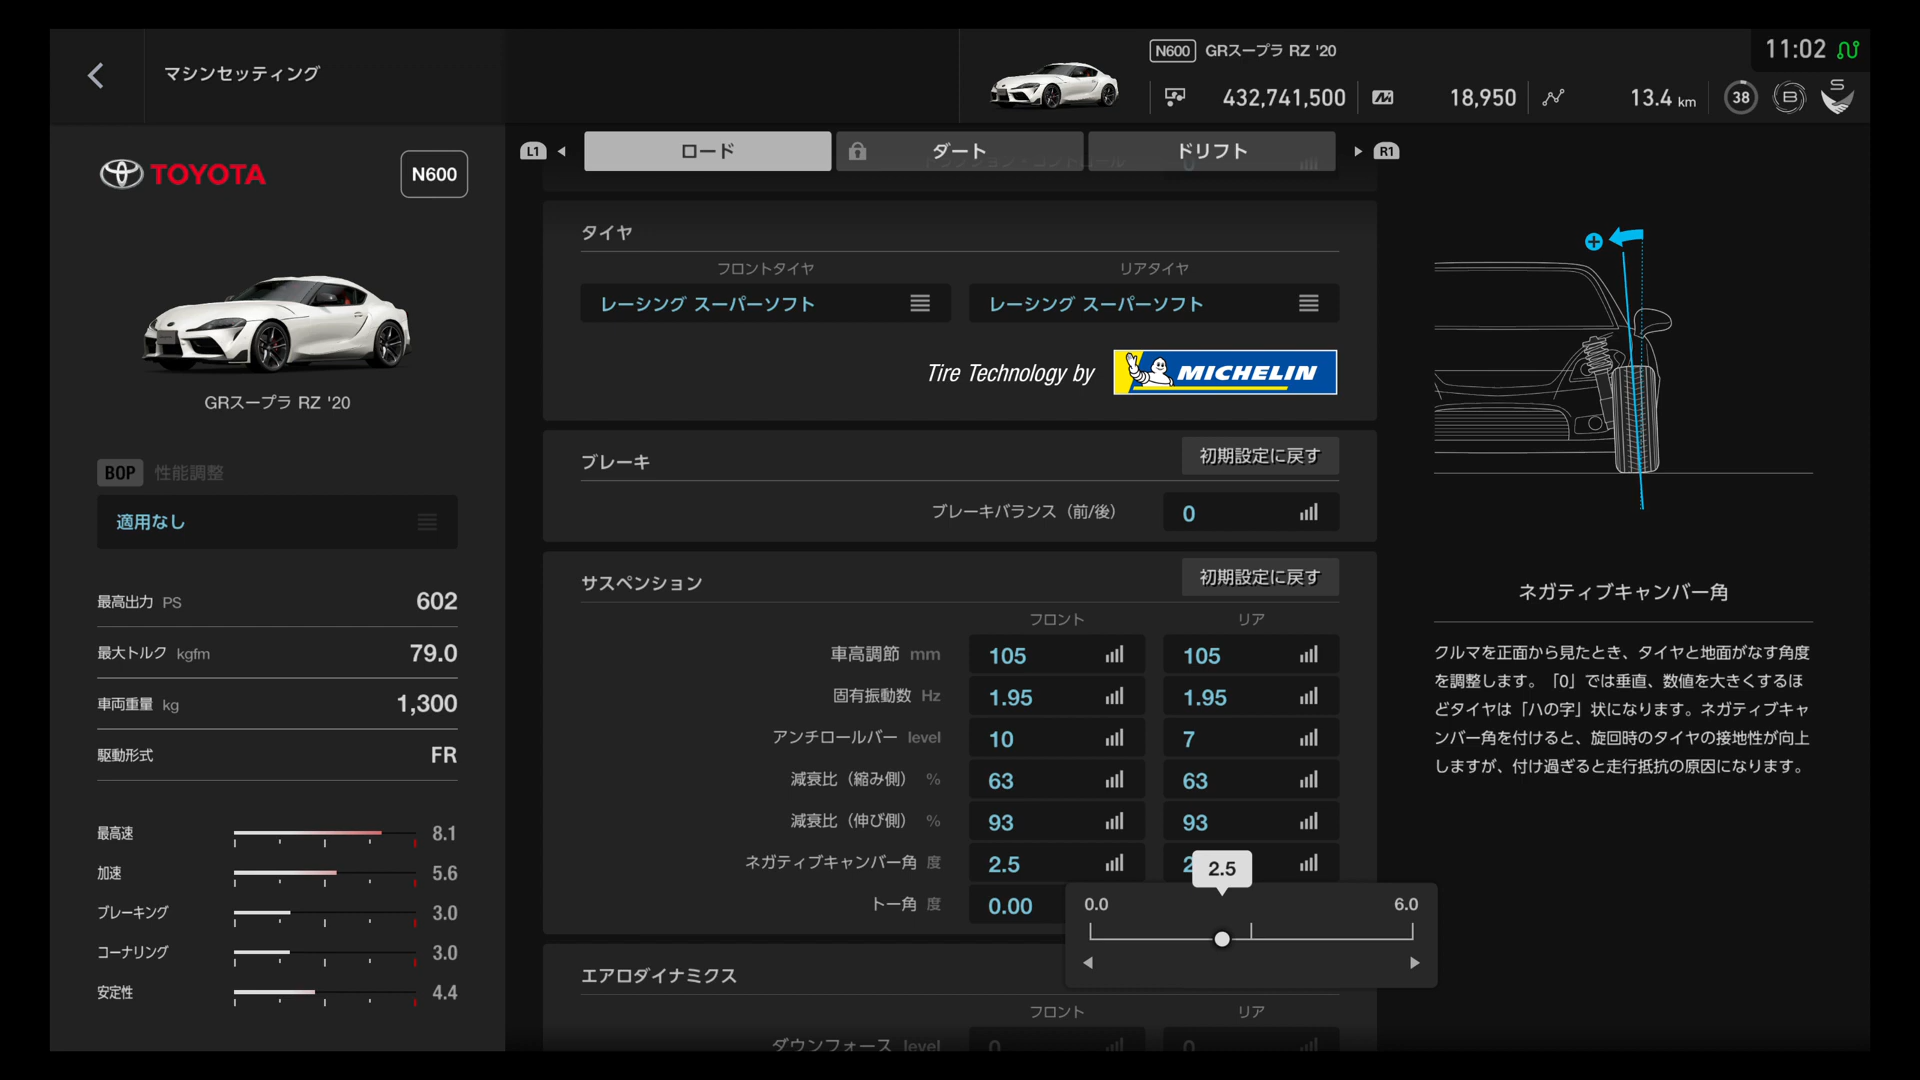 マシンセッティング
N600 GRスープラ RZ '20
11:02
432,741,500
18,950
13.4 km
38
B
S
TOYOTA
N600
GRスープラ RZ '20
BOP 性能調整
適用なし
最高出力 PS 602
最大トルク kgfm 79.0
車両重量 kg 1,300
駆動形式 FR
最高速 8.1
加速 5.6
ブレーキング 3.0
コーナリング 3.0
安定性 4.4
L1 ロード ダート ドリフト R1
タイヤ
フロントタイヤ リアタイヤ
レーシング スーパーソフト レーシング スーパーソフト
Tire Technology by MICHELIN
ブレーキ 初期設定に戻す
ブレーキバランス（前/後） 0
サスペンション 初期設定に戻す
フロント リア
車高調節 mm 105 105
固有振動数 Hz 1.95 1.95
アンチロールバー level 10 7
減衰比（縮み側） % 63 63
減衰比（伸び側） % 93 93
ネガティブキャンバー角 度 2.5 2
2.5
トー角 度 0.00
0.0 6.0
エアロダイナミクス
フロント リア
ダウンフォース level 0 0
ネガティブキャンバー角
クルマを正面から見たとき、タイヤと地面がなす角度
を調整します。「0」では垂直、数値を大きくするほ
どタイヤは「ハの字」状になります。ネガティブキャ
ンバー角を付けると、旋回時のタイヤの接地性が向上
しますが、付け過ぎると走行抵抗の原因になります。